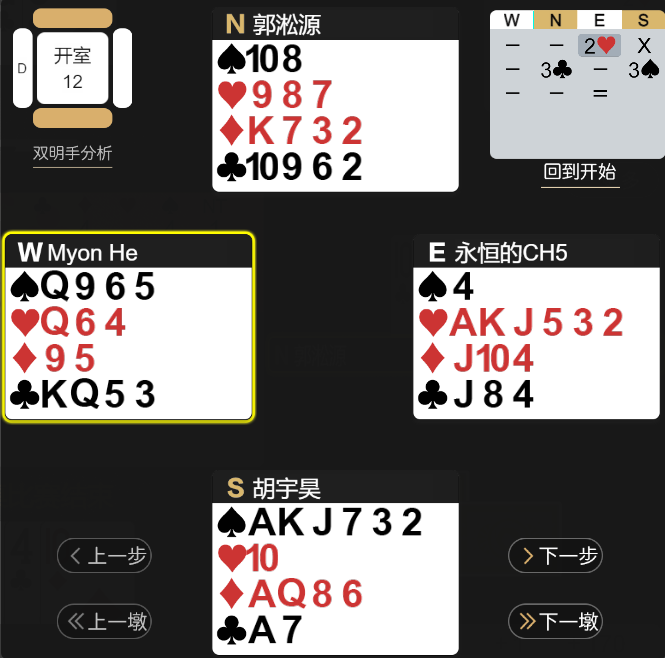 D
开室
12
双明手分析
N 郭淞源
♠108
♥987
♦K732
♣10962
W N E S
– – 2♥ X
– 3♣ – 3♠
– – =
回到开始
W Myon He
♠Q965
♥Q64
♦95
♣KQ53
E 永恒的CH5
♠4
♥AKJ532
♦J104
♣J84
S 胡宇昊
♠AKJ732
♥10
♦AQ86
♣A7
上一步
下一步
上一墩
下一墩